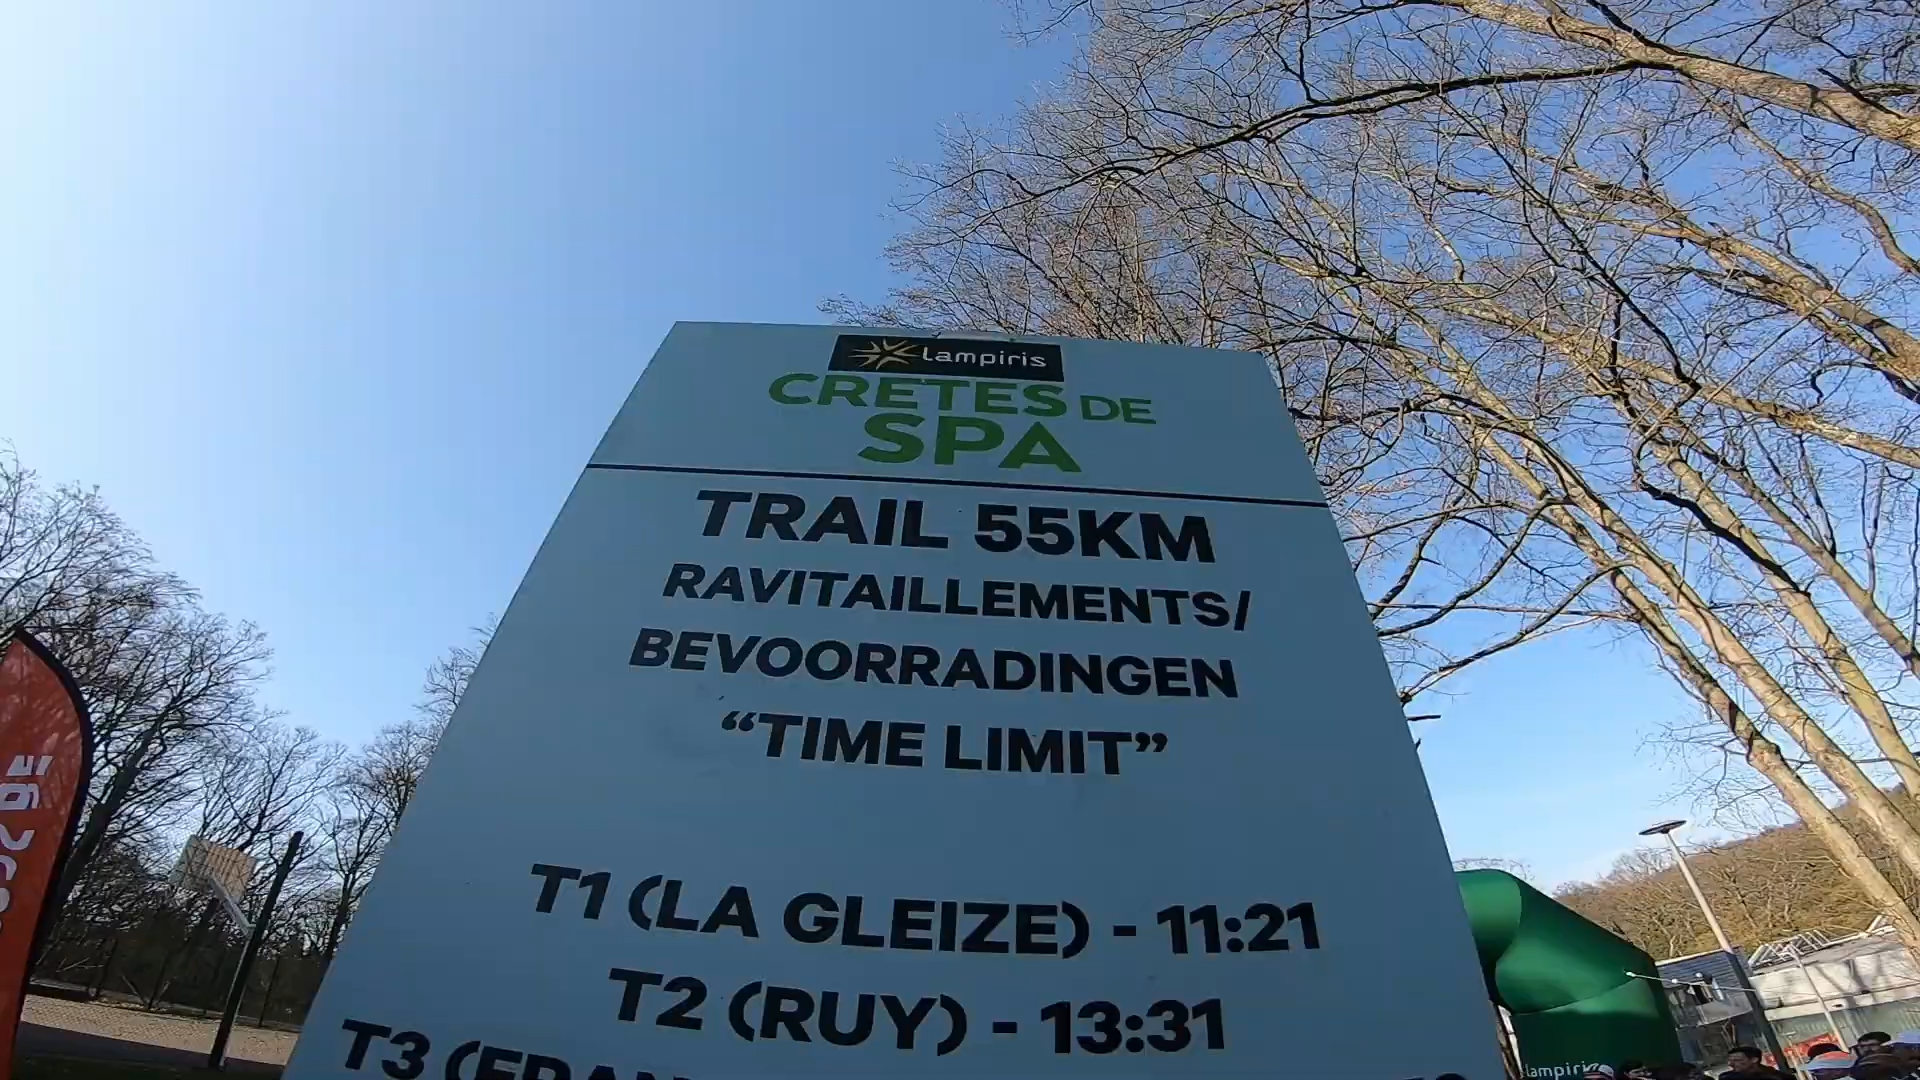 lampiris
CRETES DE
SPA
TRAIL 55KM
RAVITAILLEMENTS/
BEVOORRADINGEN
“TIME LIMIT”
T1 (LA GLEIZE) - 11:21
T2 (RUY) - 13:31
T3
lampiris